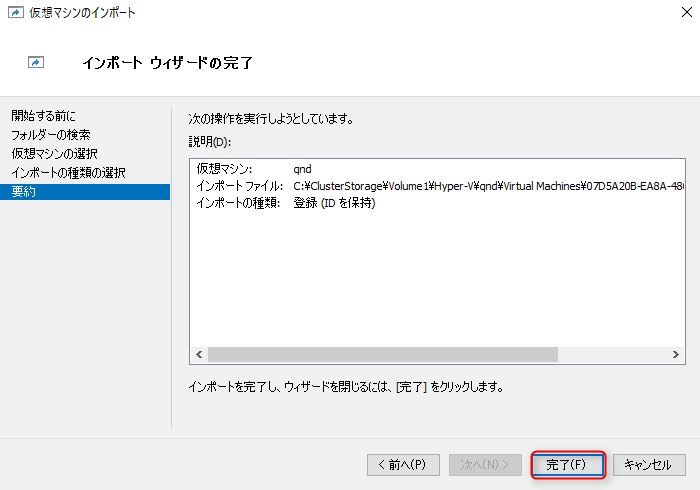 仮想マシンのインポート
インポート ウィザードの完了
開始する前に
フォルダーの検索
仮想マシンの選択
インポートの種類の選択
要約
次の操作を実行しようとしています。
説明(D):
仮想マシン: qnd
インポート ファイル: C:¥ClusterStorage¥Volume1¥Hyper-V¥qnd¥Virtual Machines¥07D5A20B-EA8A-48
インポートの種類: 登録 (ID を保持)
インポートを完了し、ウィザードを閉じるには、[完了] をクリックします。
< 前へ(P) 次へ(N) > 完了(F) キャンセル